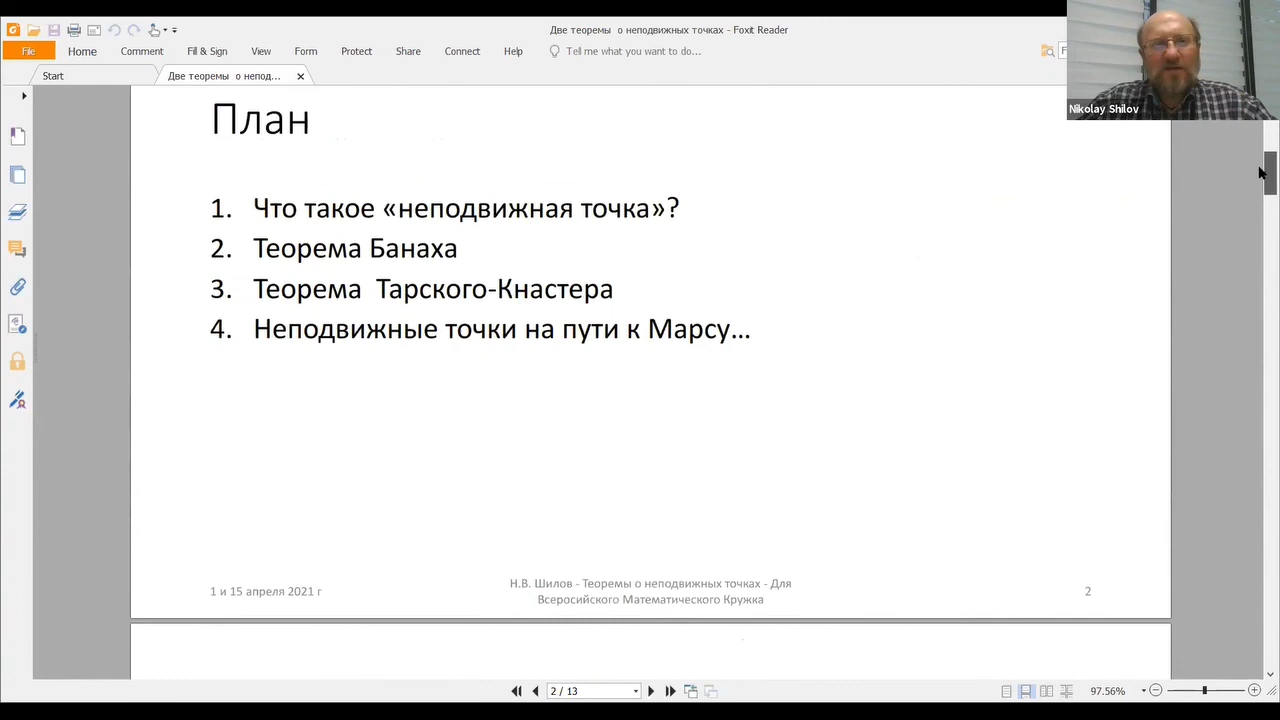 Две теоремы о неподвижных точках - Foxit Reader
File Home Comment Fill & Sign View Form Protect Share Connect Help Tell me what you want to do...
Start Две теоремы о непод...
Nikolay Shilov
План
1. Что такое «неподвижная точка»?
2. Теорема Банаха
3. Теорема Тарского-Кнастера
4. Неподвижные точки на пути к Марсу...
1 и 15 апреля 2021 г
Н.В. Шилов - Теоремы о неподвижных точках - Для
Всеросийского Математического Кружка
2
2 / 13
97.56%